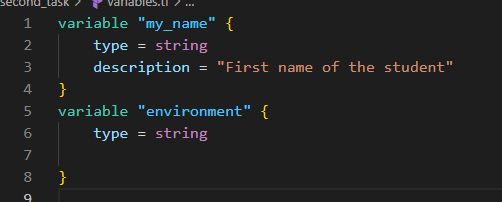 second_task > variables.tf > ...
1 variable "my_name" {
2 type = string
3 description = "First name of the student"
4 }
5 variable "environment" {
6 type = string
7
8 }
9